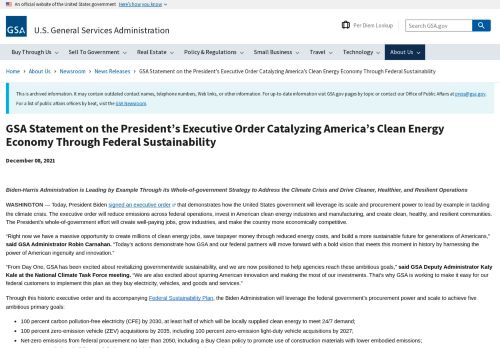 An official website of the United States government Here's how you know
GSA
U.S. General Services Administration
Per Diem Lookup
Search GSA.gov
Buy Through Us Sell To Government Real Estate Policy & Regulations Small Business Travel Technology About Us
Home › About Us › Newsroom › News Releases › GSA Statement on the President's Executive Order Catalyzing America's Clean Energy Economy Through Federal Sustainability
This is archived information. It may contain outdated contact names, telephone numbers, Web links, or other information. For up-to-date information visit GSA.gov pages by topic or contact our Office of Public Affairs at press@gsa.gov.
For a list of public affairs officers by beat, visit the GSA Newsroom.
GSA Statement on the President's Executive Order Catalyzing America's Clean Energy
Economy Through Federal Sustainability
December 08, 2021
Biden-Harris Administration is Leading by Example Through its Whole-of-government Strategy to Address the Climate Crisis and Drive Cleaner, Healthier, and Resilient Operations
WASHINGTON — Today, President Biden signed an executive order that demonstrates how the United States government will leverage its scale and procurement power to lead by example in tackling
the climate crisis. The executive order will reduce emissions across federal operations, invest in American clean energy industries and manufacturing, and create clean, healthy, and resilient communities.
The President's whole-of-government effort will create well-paying jobs, grow industries, and make the country more economically competitive.
"Right now we have a massive opportunity to create millions of clean energy jobs, save taxpayer money through reduced energy costs, and build a more sustainable future for generations of Americans,"
said GSA Administrator Robin Carnahan. "Today's actions demonstrate how GSA and our federal partners will move forward with a bold vision that meets this moment in history by harnessing the
power of American ingenuity and innovation."
"From Day One, GSA has been excited about revitalizing governmentwide sustainability, and we are now positioned to help agencies reach these ambitious goals," said GSA Deputy Administrator Katy
Kale at the National Climate Task Force meeting. "We are also excited about spurring American innovation and making the most of our investments. That's why GSA is working to make it easy for our
federal customers to implement this plan as they buy electricity, vehicles, and goods and services."
Through this historic executive order and its accompanying Federal Sustainability Plan, the Biden Administration will leverage the federal government's procurement power and scale to achieve five
ambitious primary goals:
• 100 percent carbon pollution-free electricity (CFE) by 2030, at least half of which will be locally supplied clean energy to meet 24/7 demand;
• 100 percent zero-emission vehicle (ZEV) acquisitions by 2035, including 100 percent zero-emission light-duty vehicle acquisitions by 2027;
• Net-zero emissions from federal procurement no later than 2050, including a Buy Clean policy to promote use of construction materials with lower embodied emissions;